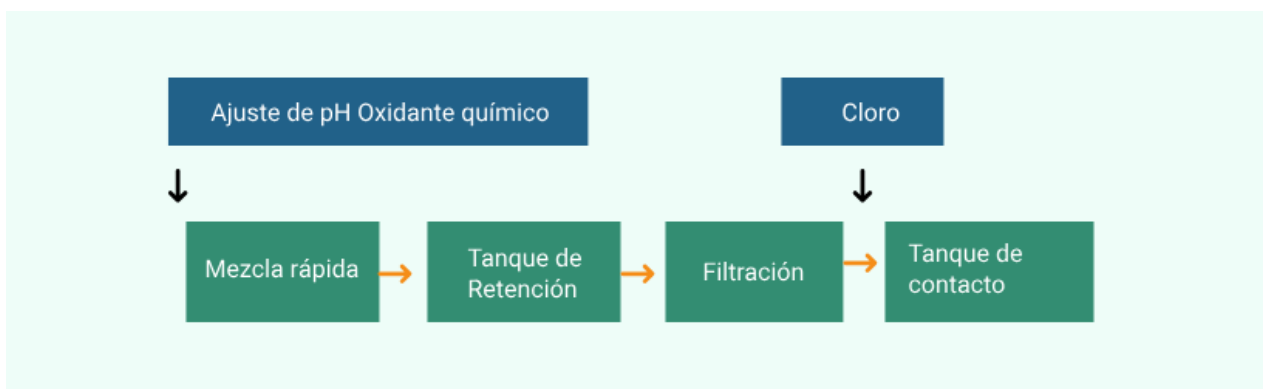 Ajuste de pH Oxidante químico
Cloro
Mezcla rápida
Tanque de
Retención
Filtración
Tanque de
contacto